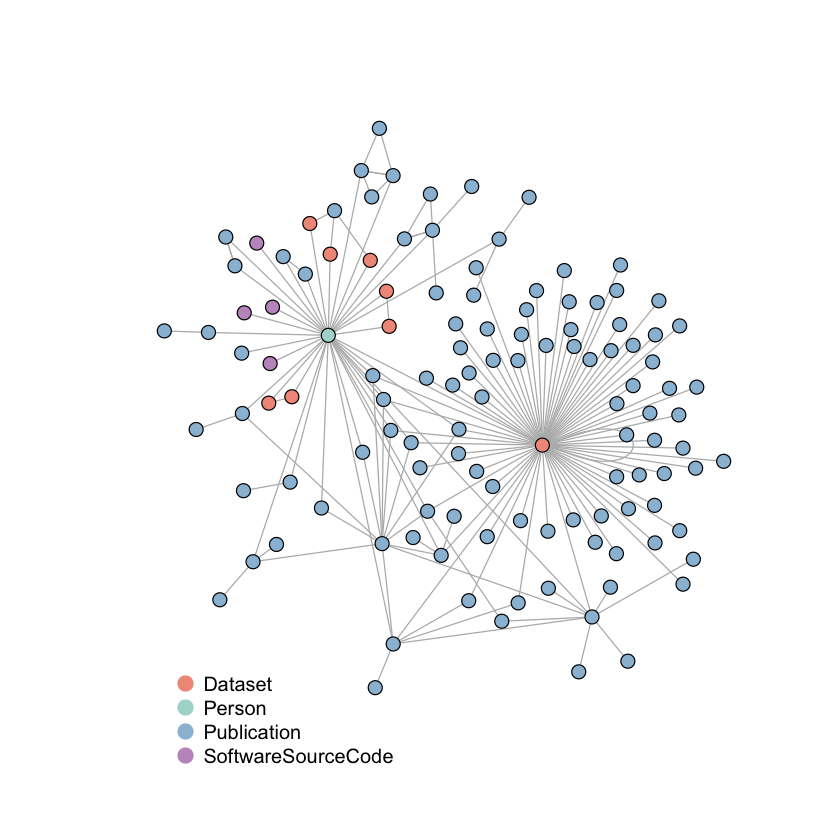 Dataset
Person
Publication
SoftwareSourceCode